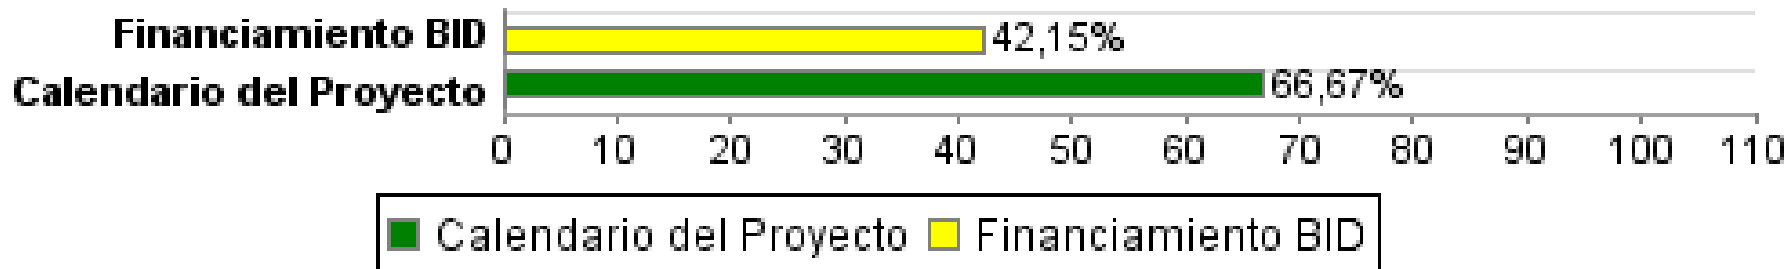 Financiamiento BID
42,15%
Calendario del Proyecto
66,67%
0 10 20 30 40 50 60 70 80 90 100 110
Calendario del Proyecto Financiamiento BID